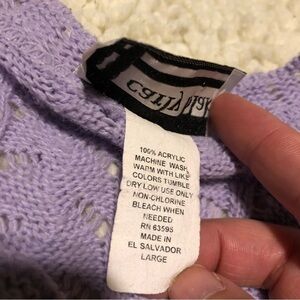 100% ACRYLIC
MACHINE WASH
WARM WITH LIKE
COLORS TUMBLE
DRY LOW USE ONLY
NON-CHLORINE
BLEACH WHEN
NEEDED
RN 63595
MADE IN
EL SALVADOR
LARGE